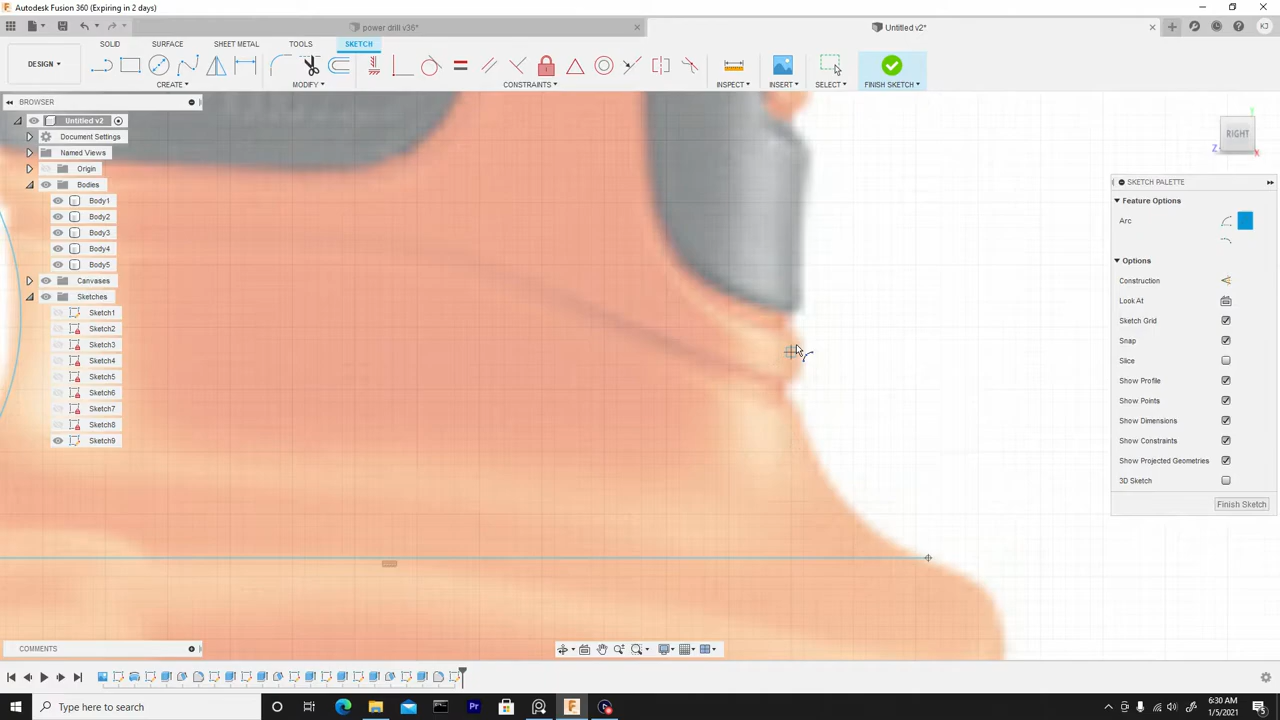 Autodesk Fusion 360 (Expiring in 2 days)
power drill v36*
Untitled v2*
KJ
DESIGN
SOLID
SURFACE
SHEET METAL
TOOLS
SKETCH
CREATE
MODIFY
CONSTRAINTS
INSPECT
INSERT
SELECT
FINISH SKETCH
BROWSER
Untitled v2
Document Settings
Named Views
Origin
Bodies
Body1
Body2
Body3
Body4
Body5
Canvases
Sketches
Sketch1
Sketch2
Sketch3
Sketch4
Sketch5
Sketch6
Sketch7
Sketch8
Sketch9
Y
RIGHT
Z
X
SKETCH PALETTE
Feature Options
Arc
Options
Construction
Look At
Sketch Grid
Snap
Slice
Show Profile
Show Points
Show Dimensions
Show Constraints
Show Projected Geometries
3D Sketch
Finish Sketch
COMMENTS
Type here to search
Pr
6:30 AM
1/5/2021